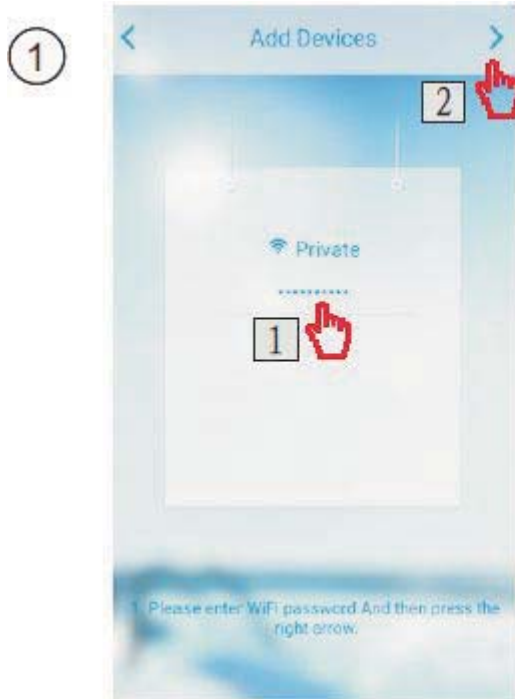 1
Add Devices
2
Private
••••••••••
1
1. Please enter WiFi password And then press the
right arrow.